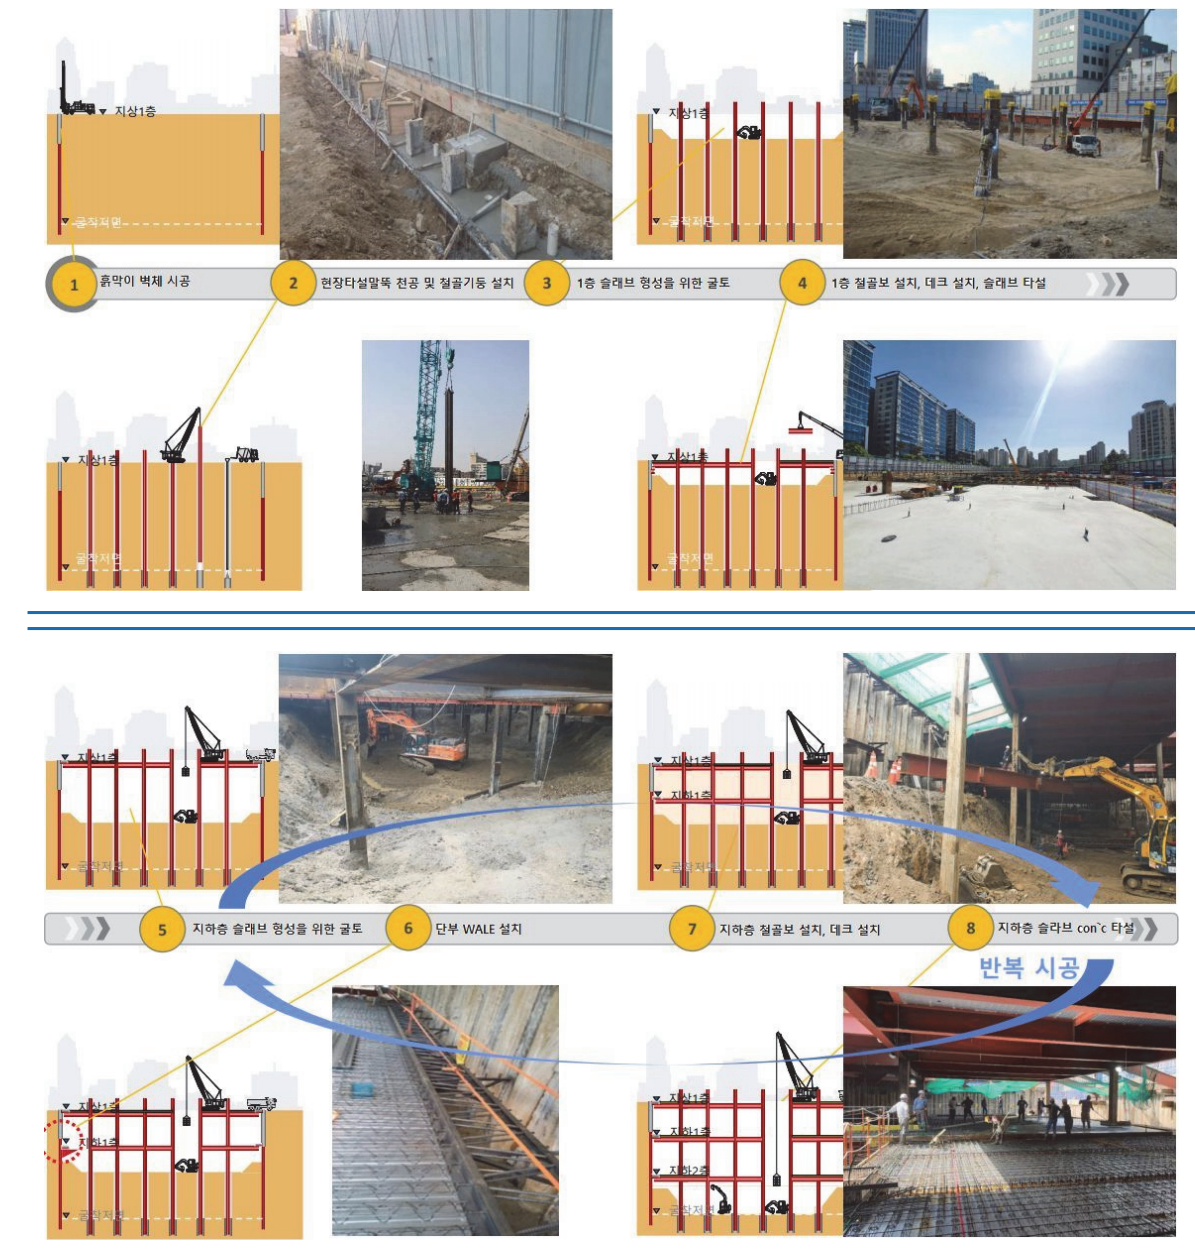 지상1층
굴착저면
지상1층
굴착저면
4
1 흙막이 벽체 시공
2 현장타설말뚝 천공 및 철골기둥 설치
3 1층 슬래브 형성을 위한 굴토
4 1층 철골보 설치, 데크 설치, 슬래브 타설
지상1층
굴착저면
지상1층
굴착저면
지상1층
굴착저면
지상1층
지하1층
굴착저면
5 지하층 슬래브 형성을 위한 굴토
6 단부 WALE 설치
7 지하층 철골보 설치, 데크 설치
8 지하층 슬라브 con`c 타설
반복 시공
지상1층
지하1층
굴착저면
지상1층
지하1층
지하2층
굴착저면